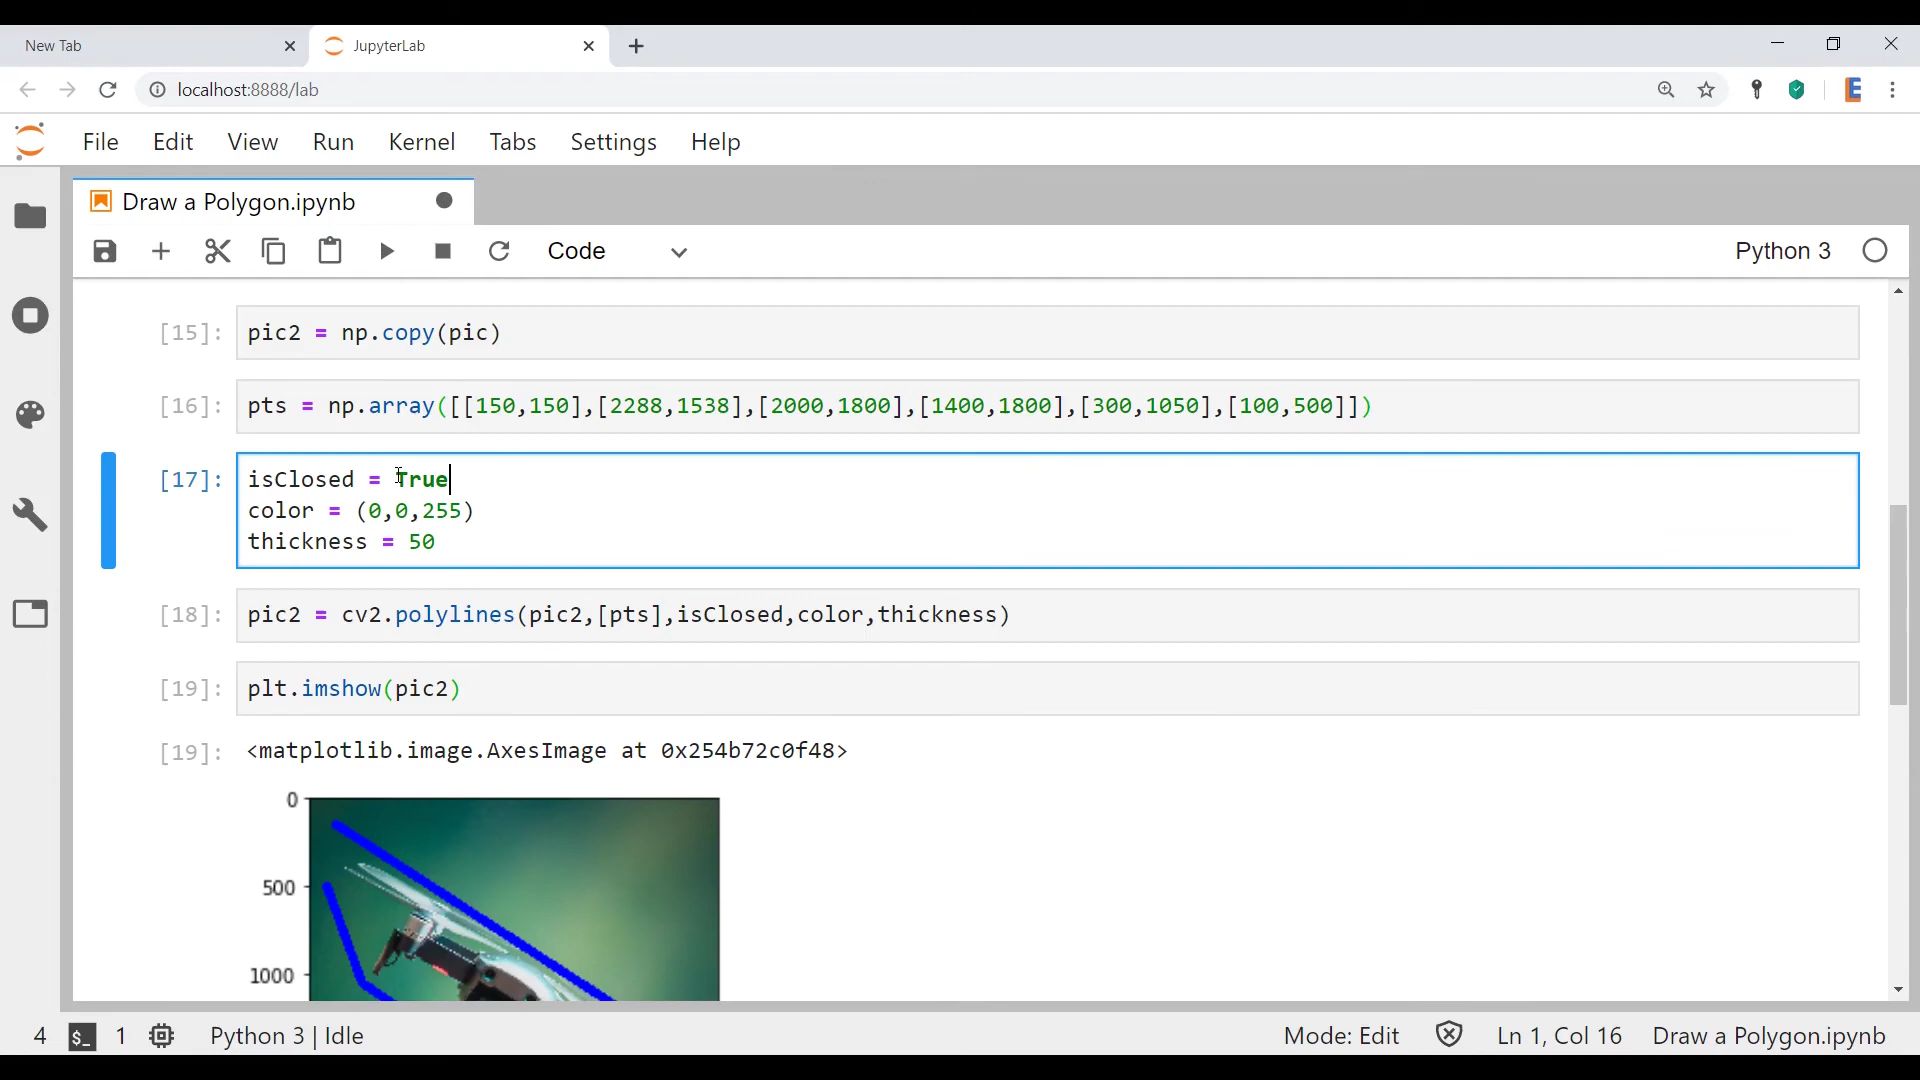 New Tab
JupyterLab
localhost:8888/lab
File Edit View Run Kernel Tabs Settings Help
Draw a Polygon.ipynb
Code
Python 3
[15]: pic2 = np.copy(pic)
[16]: pts = np.array([[150,150],[2288,1538],[2000,1800],[1400,1800],[300,1050],[100,500]])
[17]: isClosed = True
color = (0,0,255)
thickness = 50
[18]: pic2 = cv2.polylines(pic2,[pts],isClosed,color,thickness)
[19]: plt.imshow(pic2)
[19]: <matplotlib.image.AxesImage at 0x254b72c0f48>
0
500
1000
4 $_ 1 Python 3 | Idle Mode: Edit Ln 1, Col 16 Draw a Polygon.ipynb